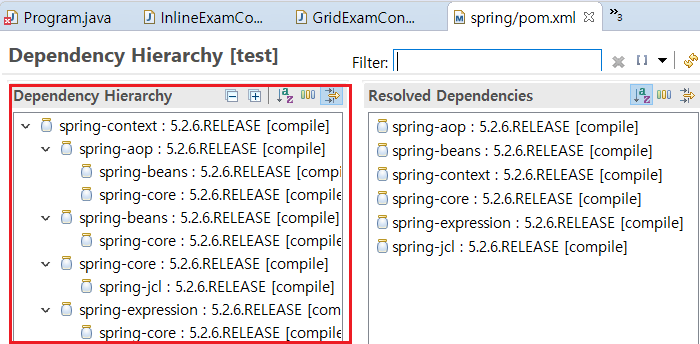 Program.java InlineExamCo... GridExamCon... spring/pom.xml »3
Dependency Hierarchy [test] Filter:
Dependency Hierarchy
spring-context : 5.2.6.RELEASE [compile]
spring-aop : 5.2.6.RELEASE [compile]
spring-beans : 5.2.6.RELEASE [compi
spring-core : 5.2.6.RELEASE [compile
spring-beans : 5.2.6.RELEASE [compile]
spring-core : 5.2.6.RELEASE [compile
spring-core : 5.2.6.RELEASE [compile]
spring-jcl : 5.2.6.RELEASE [compile]
spring-expression : 5.2.6.RELEASE [com
spring-core : 5.2.6.RELEASE [compile
Resolved Dependencies
spring-aop : 5.2.6.RELEASE [compile]
spring-beans : 5.2.6.RELEASE [compile]
spring-context : 5.2.6.RELEASE [compile]
spring-core : 5.2.6.RELEASE [compile]
spring-expression : 5.2.6.RELEASE [compile]
spring-jcl : 5.2.6.RELEASE [compile]